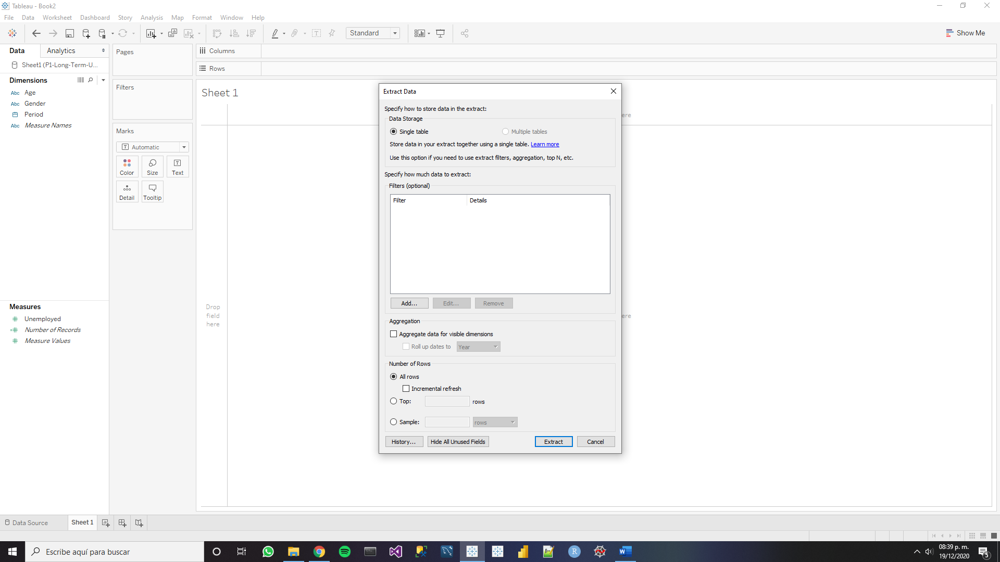 Tableau - Book2
File Data Worksheet Dashboard Story Analysis Map Format Window Help
Standard
Show Me
Data Analytics
Sheet1 (P1-Long-Term-U...
Dimensions
Abc Age
Abc Gender
Period
Abc Measure Names
Measures
Unemployed
Number of Records
Measure Values
Pages
Filters
Marks
Automatic
Color Size Text
Detail Tooltip
Columns
Rows
Sheet 1
Drop
field
here
ere
ere
Extract Data
Specify how to store data in the extract:
Data Storage
Single table Multiple tables
Store data in your extract together using a single table. Learn more
Use this option if you need to use extract filters, aggregation, top N, etc.
Specify how much data to extract:
Filters (optional)
Filter Details
Add... Edit... Remove
Aggregation
Aggregate data for visible dimensions
Roll up dates to Year
Number of Rows
All rows
Incremental refresh
Top: rows
Sample: rows
History... Hide All Unused Fields Extract Cancel
Data Source Sheet 1
Escribe aquí para buscar
08:39 p. m.
19/12/2020
5